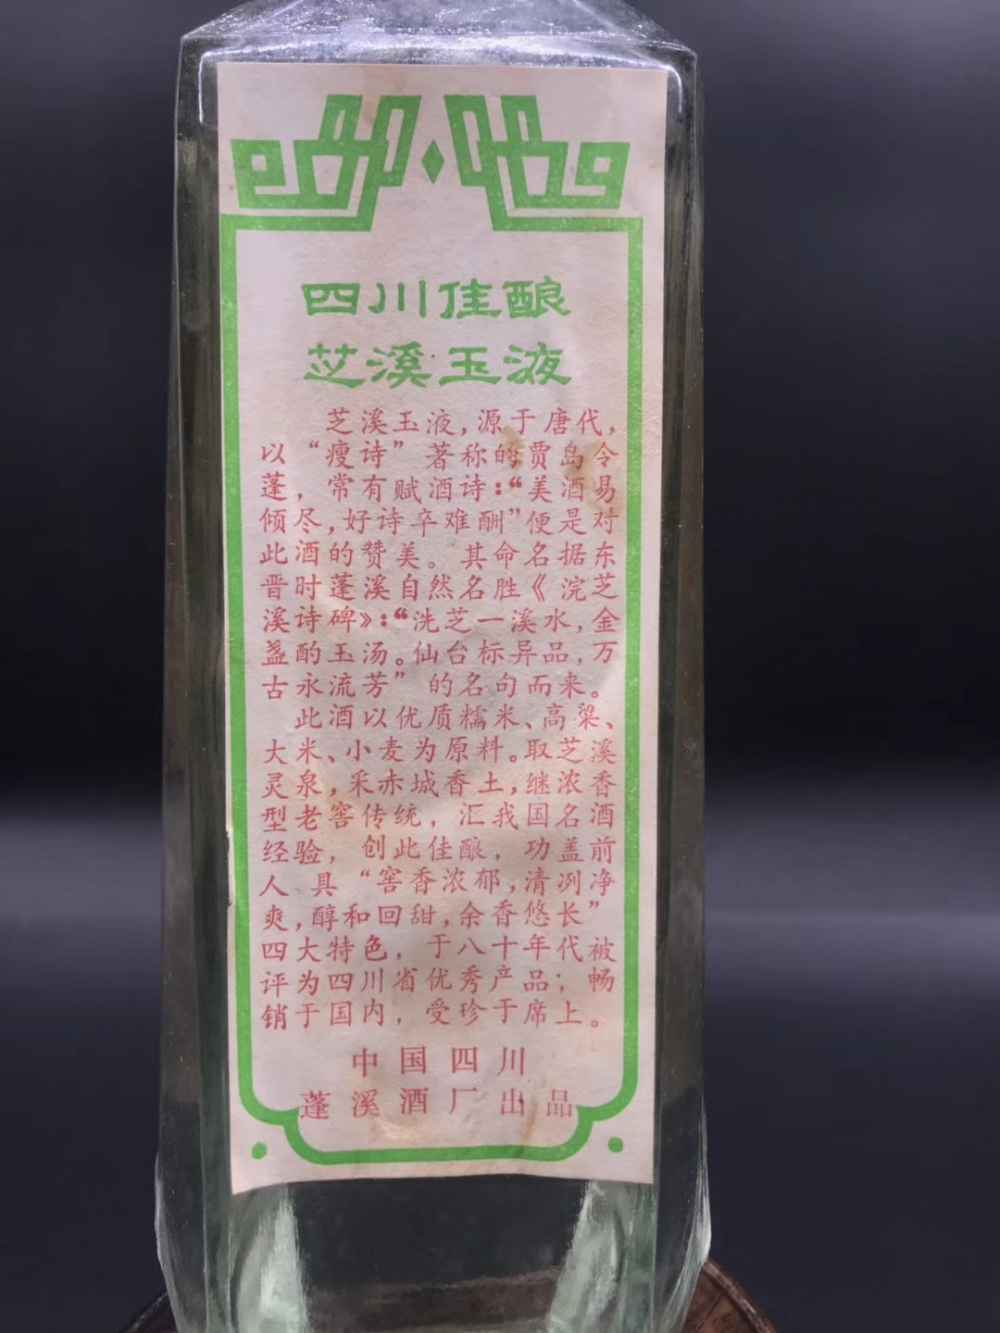 四川佳酿
芝溪玉液
芝溪玉液,源于唐代,
以“瘦诗”著称的贾岛令
蓬，常有赋酒诗:“美酒易
倾尽,好诗卒难酬”便是对
此酒的赞美。其命名据东
晋时蓬溪自然名胜《浣芝
溪诗碑》:“洗芝一溪水,金
盏酌玉汤。仙台标异品,万
古永流芳”的名句而来。
此酒以优质糯米、高粱、
大米、小麦为原料。取芝溪
灵泉,采赤城香土,继浓香
型老窖传统，汇我国名酒
经验，创此佳酿，功盖前
人,具“窖香浓郁,清冽净
爽,醇和回甜,余香悠长”
四大特色，于八十年代被
评为四川省优秀产品；畅
销于国内，受珍于席上。
中国四川
蓬溪酒厂出品